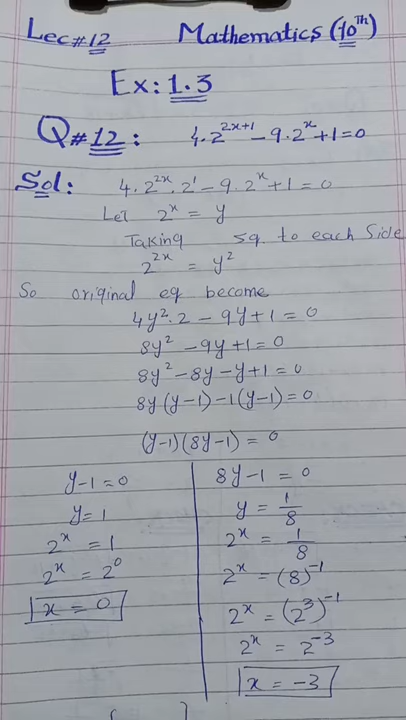 Lec#12 Mathematics (10th)
Ex: 1.3
Q#12: 4·2^{2x+1} - 9·2^x + 1 = 0
Sol: 4·2^{2x}·2^1 - 9·2^x + 1 = 0
Let 2^x = y
Taking sq to each side
2^{2x} = y^2
So original eq become
4y^2·2 - 9y + 1 = 0
8y^2 - 9y + 1 = 0
8y^2 - 8y - y + 1 = 0
8y(y-1) - 1(y-1) = 0
(y-1)(8y-1) = 0
y - 1 = 0
y = 1
2^x = 1
2^x = 2^0
x = 0
8y - 1 = 0
y = 1/8
2^x = 1/8
2^x = (8)^{-1}
2^x = (2^3)^{-1}
2^x = 2^{-3}
x = -3